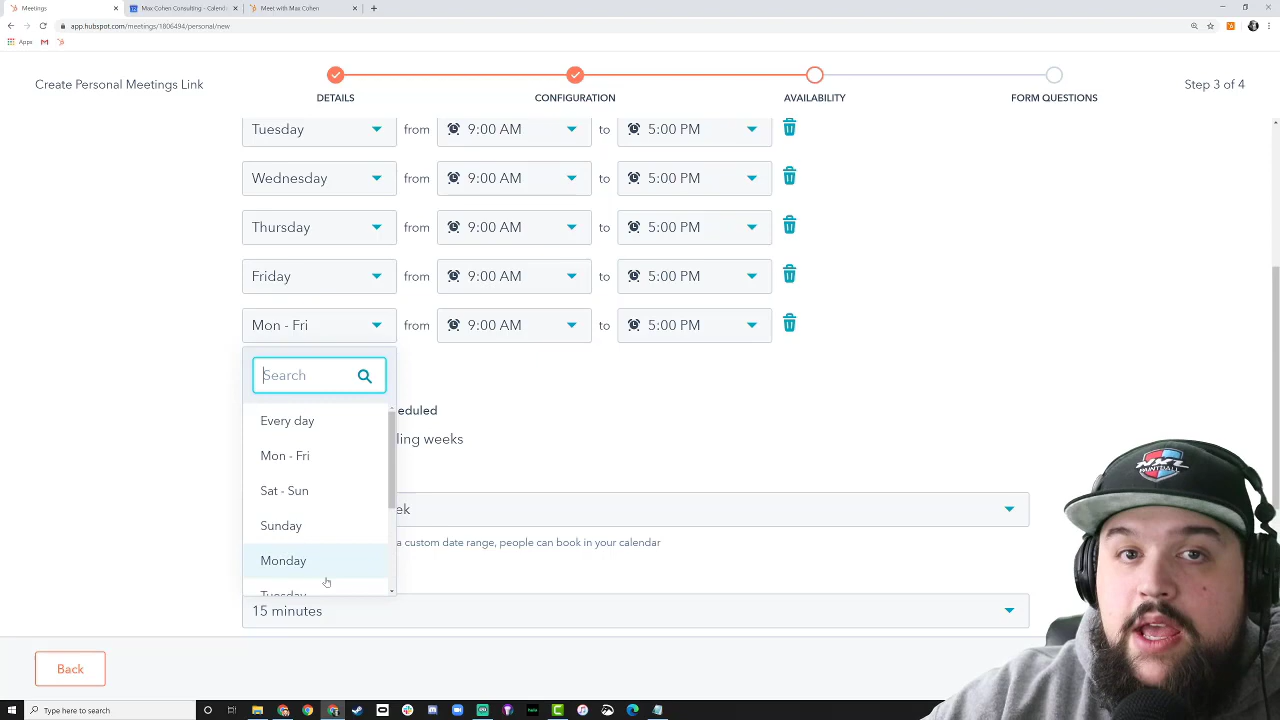 Meetings
Max Cohen Consulting - Calenda
Meet with Max Cohen
app.hubspot.com/meetings/1806494/personal/new
Apps
Create Personal Meetings Link
DETAILS
CONFIGURATION
AVAILABILITY
FORM QUESTIONS
Step 3 of 4
Tuesday from 9:00 AM to 5:00 PM
Wednesday from 9:00 AM to 5:00 PM
Thursday from 9:00 AM to 5:00 PM
Friday from 9:00 AM to 5:00 PM
Mon - Fri from 9:00 AM to 5:00 PM
Search
Every day
Mon - Fri
Sat - Sun
Sunday
Monday
Tuesday
eduled
ling weeks
ek
a custom date range, people can book in your calendar
15 minutes
Back
NXL
PAINTBALL
Type here to search
hulu